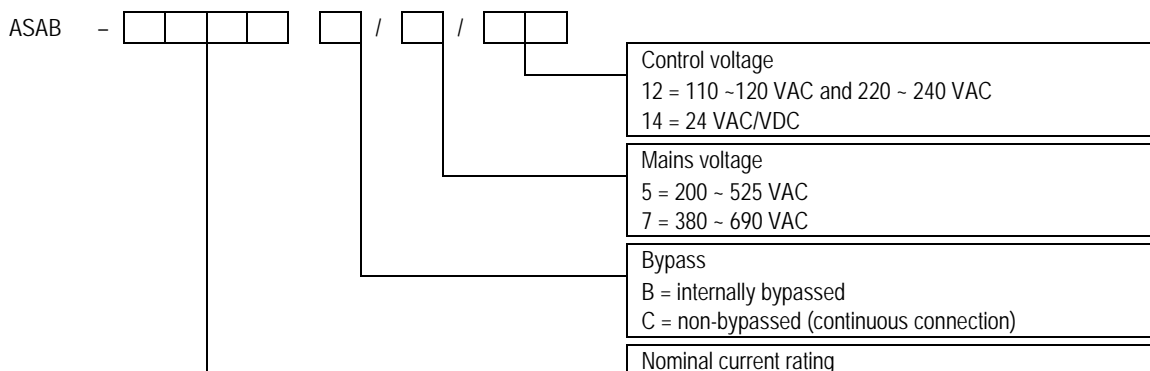 ASAB – / /
Control voltage
12 = 110 ~120 VAC and 220 ~ 240 VAC
14 = 24 VAC/VDC
Mains voltage
5 = 200 ~ 525 VAC
7 = 380 ~ 690 VAC
Bypass
B = internally bypassed
C = non-bypassed (continuous connection)
Nominal current rating